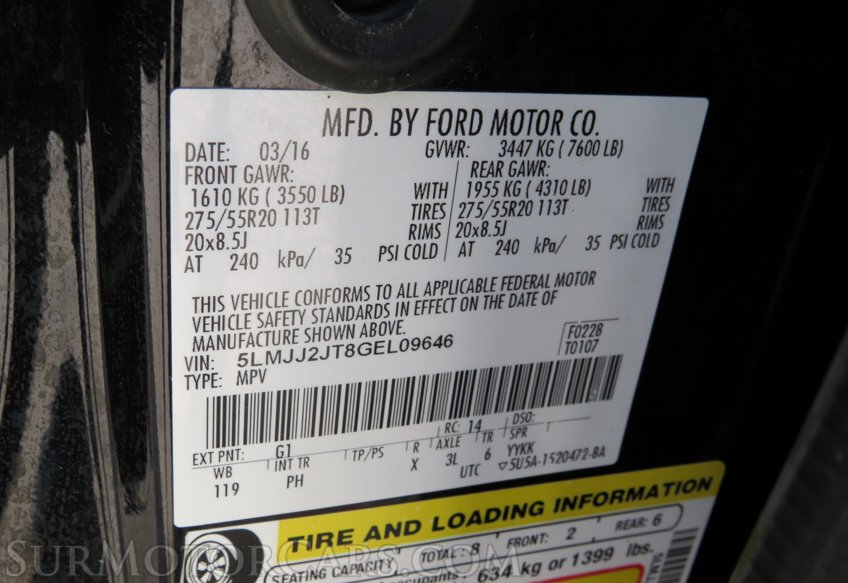 MFD. BY FORD MOTOR CO.
DATE: 03/16 GVWR: 3447 KG ( 7600 LB)
FRONT GAWR: REAR GAWR:
1610 KG ( 3550 LB) WITH 1955 KG ( 4310 LB) WITH
275/55R20 113T TIRES 275/55R20 113T TIRES
20x8.5J RIMS 20x8.5J RIMS
AT 240 kPa/ 35 PSI COLD AT 240 kPa/ 35 PSI COLD
THIS VEHICLE CONFORMS TO ALL APPLICABLE FEDERAL MOTOR
VEHICLE SAFETY STANDARDS IN EFFECT ON THE DATE OF
MANUFACTURE SHOWN ABOVE.
VIN: 5LMJJ2JT8GEL09646 F0228
TYPE: MPV T0107
EXT PNT: G1 RC: 14 DSO:
WB INT TR TP/PS R AXLE TR SPR YYKK
119 PH X 3L 6
UTC ▽5U5A-1520472-BA
TIRE AND LOADING INFORMATION
SEATING CAPACITY TOTAL: 8 FRONT: 2 REAR: 6
occupants: 634 kg or 1399 lbs.
SurMotorCars.com